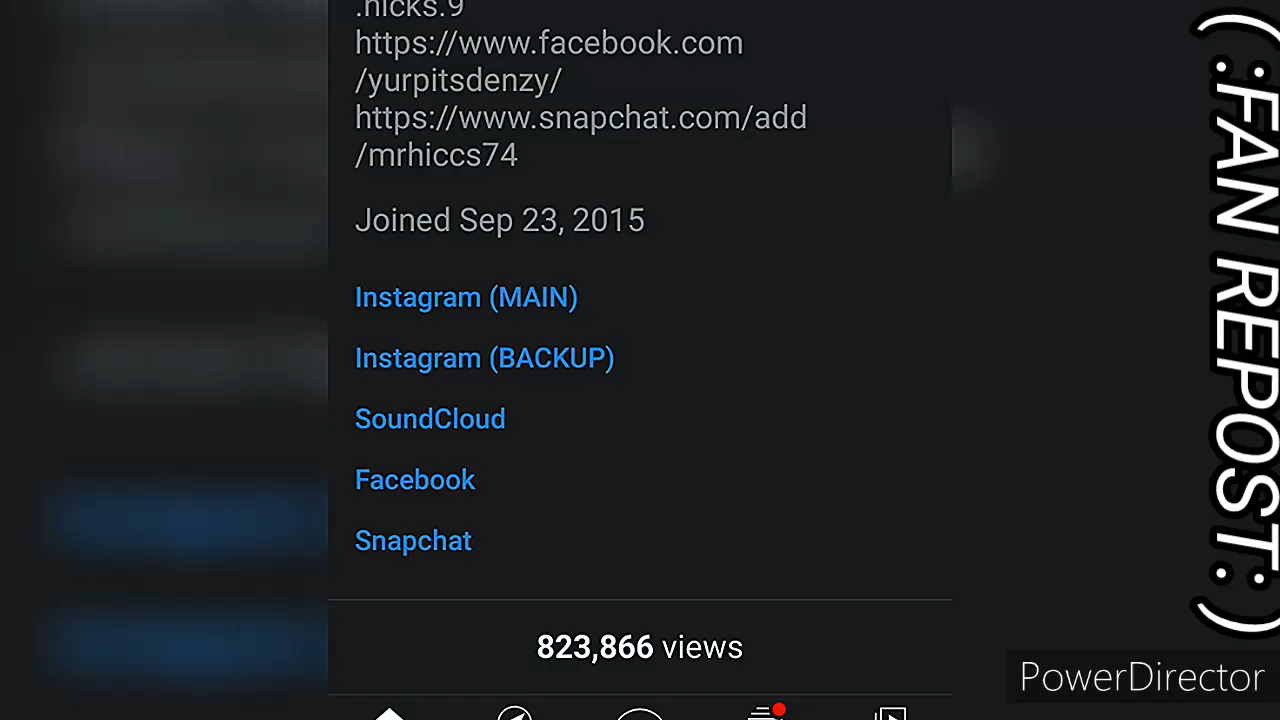 .hicks.9
https://www.facebook.com
/yurpitsdenzy/
https://www.snapchat.com/add
/mrhiccs74
Joined Sep 23, 2015
Instagram (MAIN)
Instagram (BACKUP)
SoundCloud
Facebook
Snapchat
823,866 views
(:FAN REPOST:)
PowerDirector